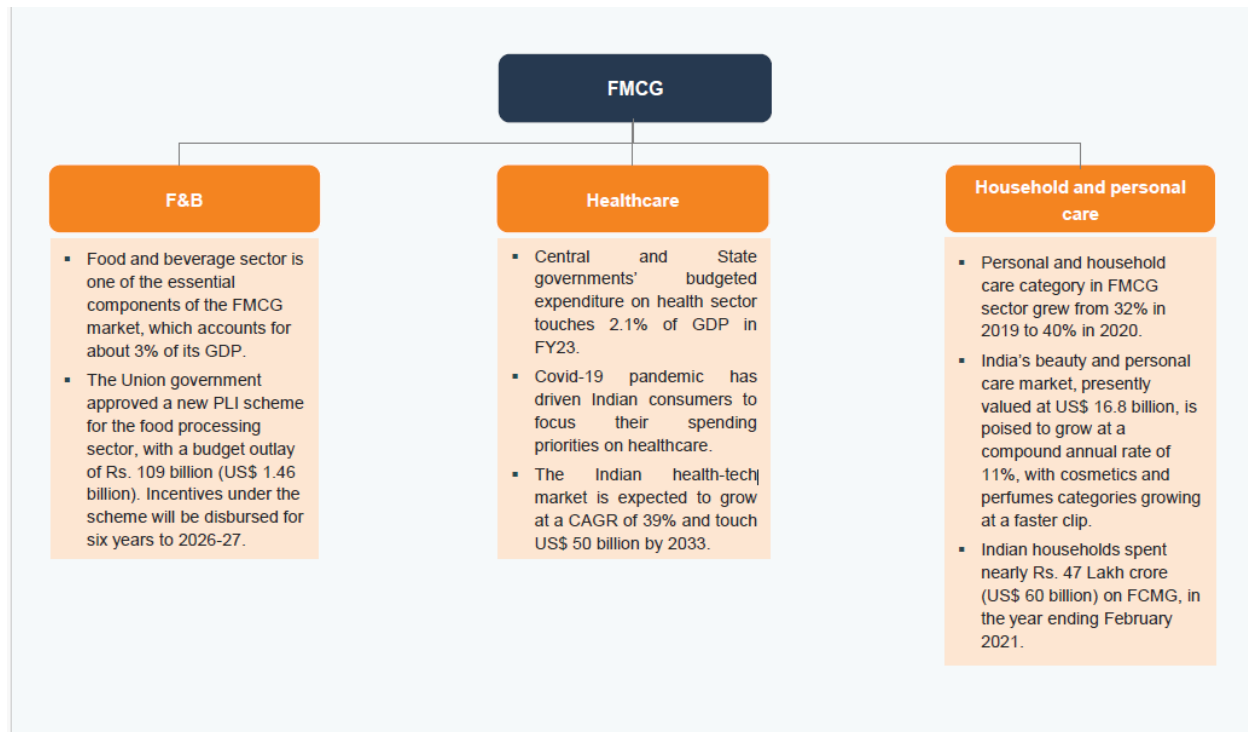 FMCG
F&B
Food and beverage sector is
one of the essential
components of the FMCG
market, which accounts for
about 3% of its GDP.
The Union government
approved a new PLI scheme
for the food processing
sector, with a budget outlay
of Rs. 109 billion (US$ 1.46
billion). Incentives under the
scheme will be disbursed for
six years to 2026-27.
Healthcare
Central and State
governments’ budgeted
expenditure on health sector
touches 2.1% of GDP in
FY23.
Covid-19 pandemic has
driven Indian consumers to
focus their spending
priorities on healthcare.
The Indian health-tech
market is expected to grow
at a CAGR of 39% and touch
US$ 50 billion by 2033.
Household and personal
care
Personal and household
care category in FMCG
sector grew from 32% in
2019 to 40% in 2020.
India’s beauty and personal
care market, presently
valued at US$ 16.8 billion, is
poised to grow at a
compound annual rate of
11%, with cosmetics and
perfumes categories growing
at a faster clip.
Indian households spent
nearly Rs. 47 Lakh crore
(US$ 60 billion) on FCMG, in
the year ending February
2021.